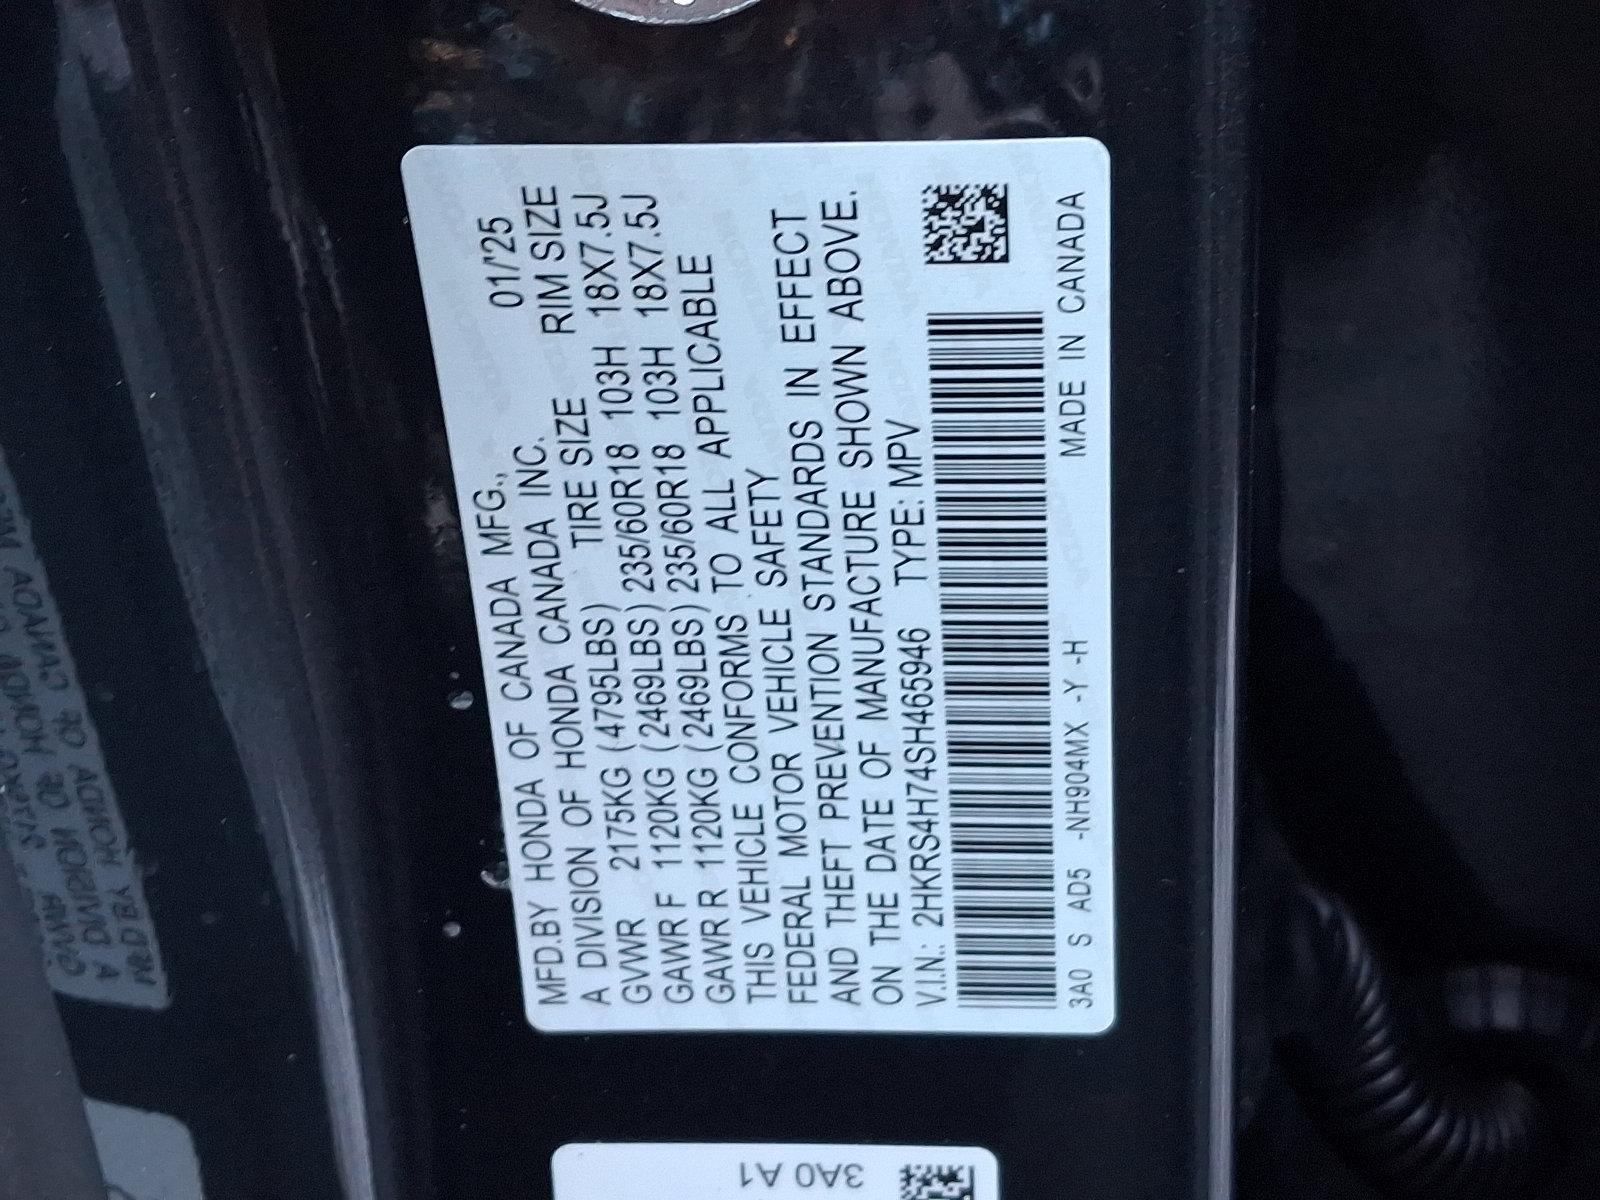 MFD.BY HONDA OF CANADA MFG., 01/'25
A DIVISION OF HONDA CANADA INC.
TIRE SIZE RIM SIZE
GVWR 2175KG (4795LBS)
GAWR F 1120KG (2469LBS) 235/60R18 103H 18X7.5J
GAWR R 1120KG (2469LBS) 235/60R18 103H 18X7.5J
THIS VEHICLE CONFORMS TO ALL APPLICABLE
FEDERAL MOTOR VEHICLE SAFETY
AND THEFT PREVENTION STANDARDS IN EFFECT
ON THE DATE OF MANUFACTURE SHOWN ABOVE.
V.I.N.: 2HKRS4H74SH465946 TYPE: MPV
3A0 S AD5 -NH904MX -Y -H MADE IN CANADA
3A0 A1